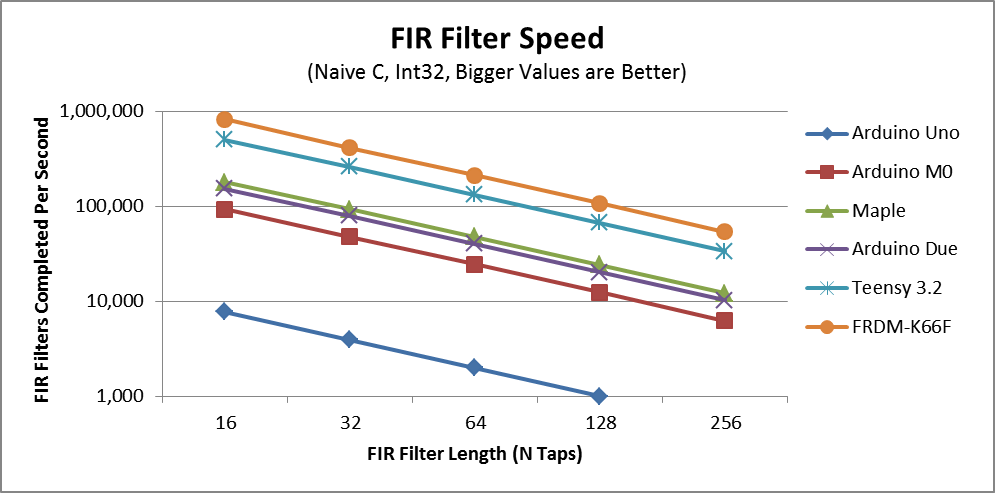 FIR Filter Speed
(Naive C, Int32, Bigger Values are Better)
FIR Filters Completed Per Second
1,000,000
100,000
10,000
1,000
16 32 64 128 256
FIR Filter Length (N Taps)
Arduino Uno
Arduino M0
Maple
Arduino Due
Teensy 3.2
FRDM-K66F